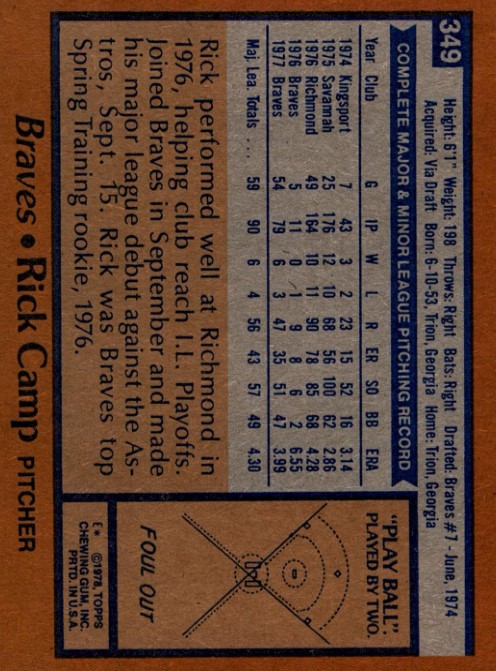 349
Height: 6'1" Weight: 198 Throws: Right Bats: Right Drafted: Braves #7 - June, 1974
Acquired: Via Draft Born: 6-10-53, Trion, Georgia Home: Trion, Georgia
COMPLETE MAJOR & MINOR LEAGUE PITCHING RECORD
Year Club G IP W L R ER SO BB ERA
1974 Kingsport 7 43 3 2 23 15 52 16 3.14
1975 Savannah 25 176 12 10 68 56 100 62 2.86
1976 Richmond 49 164 10 11 90 78 85 68 4.28
1976 Braves 5 11 0 1 9 8 6 2 6.55
1977 Braves 54 79 6 3 47 35 51 47 3.99
Maj. Lea. Totals .... 59 90 6 4 56 43 57 49 4.30
Rick performed well at Richmond in
1976, helping club reach I.L. Playoffs.
Joined Braves in September and made
his major league debut against the As-
tros, Sept. 15. Rick was Braves top
Spring Training rookie, 1976.
"PLAY BALL".
PLAYED BY TWO.
FOUL OUT
E* ©1978 TOPPS
CHEWING GUM, INC.
PRTD. IN U.S.A.
Braves • Rick Camp PITCHER